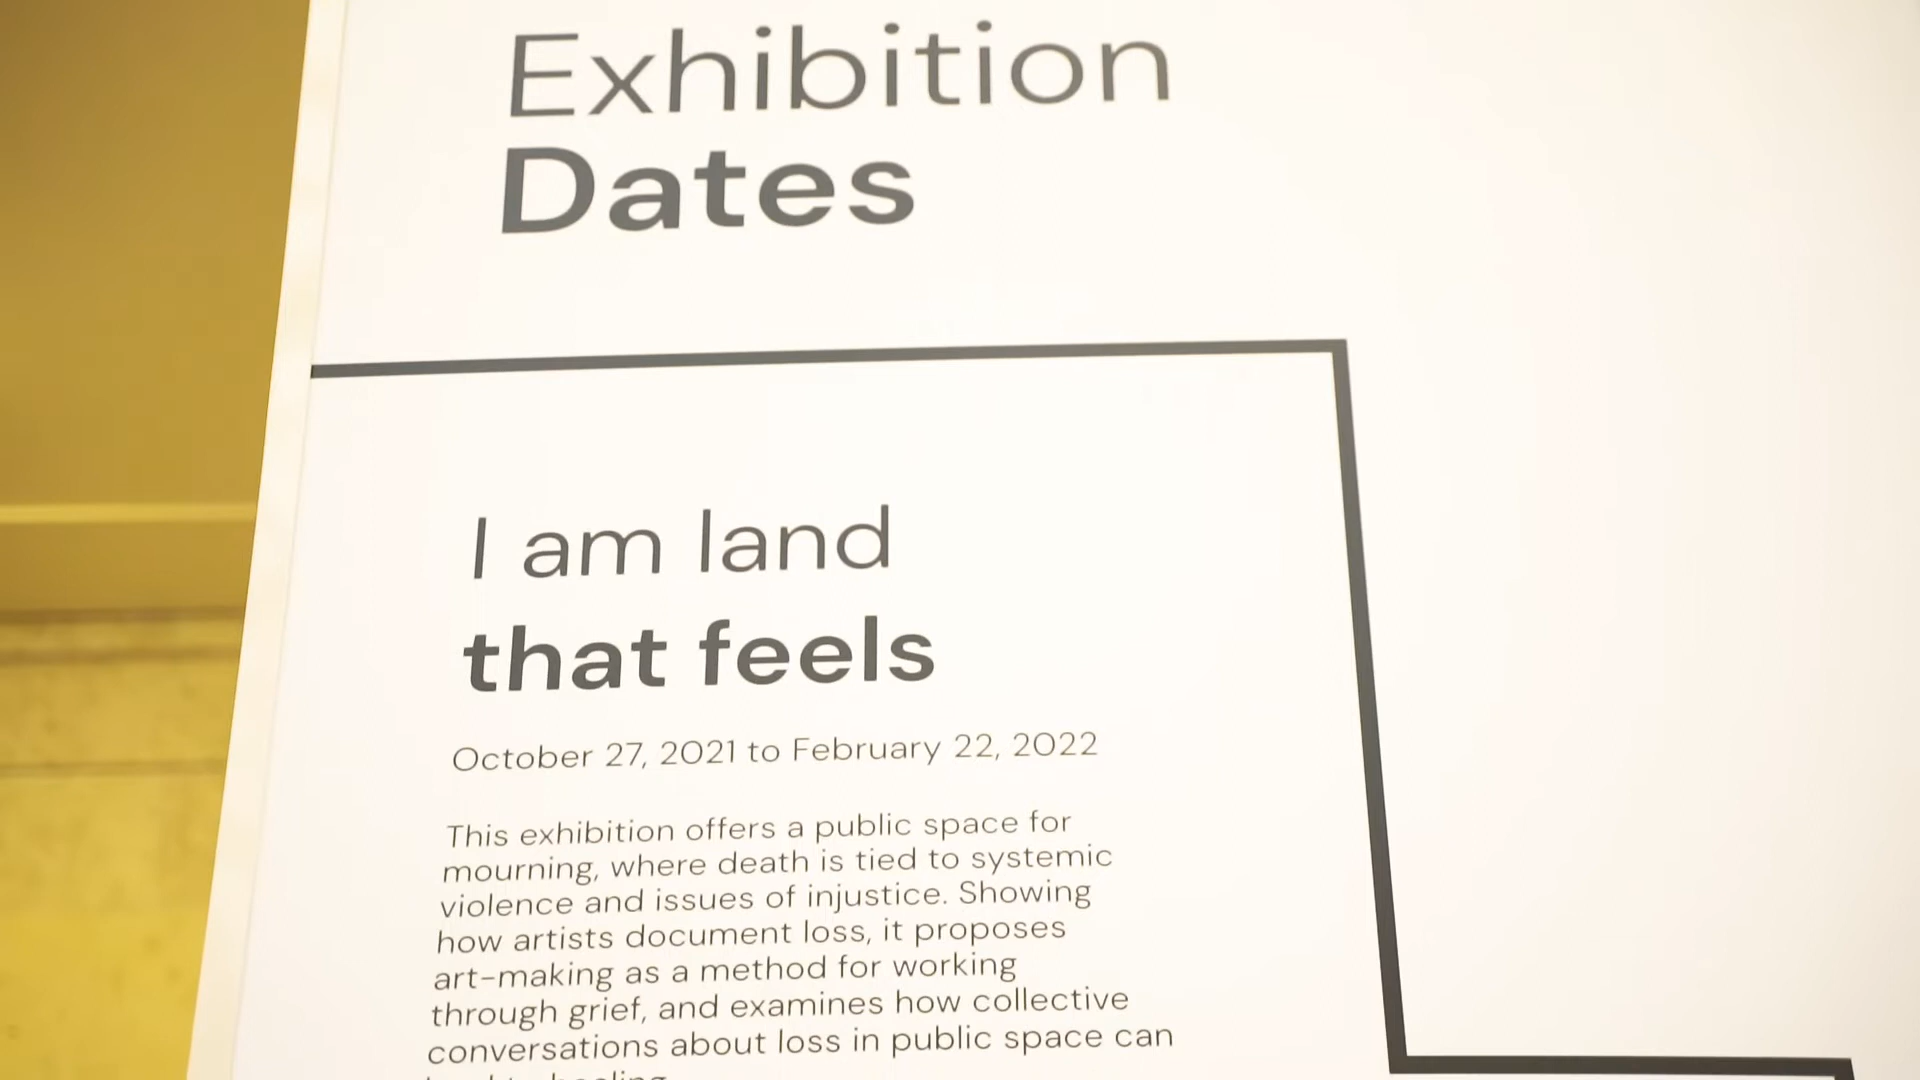 Exhibition
Dates
I am land
that feels
October 27, 2021 to February 22, 2022
This exhibition offers a public space for
mourning, where death is tied to systemic
violence and issues of injustice. Showing
how artists document loss, it proposes
art-making as a method for working
through grief, and examines how collective
conversations about loss in public space can